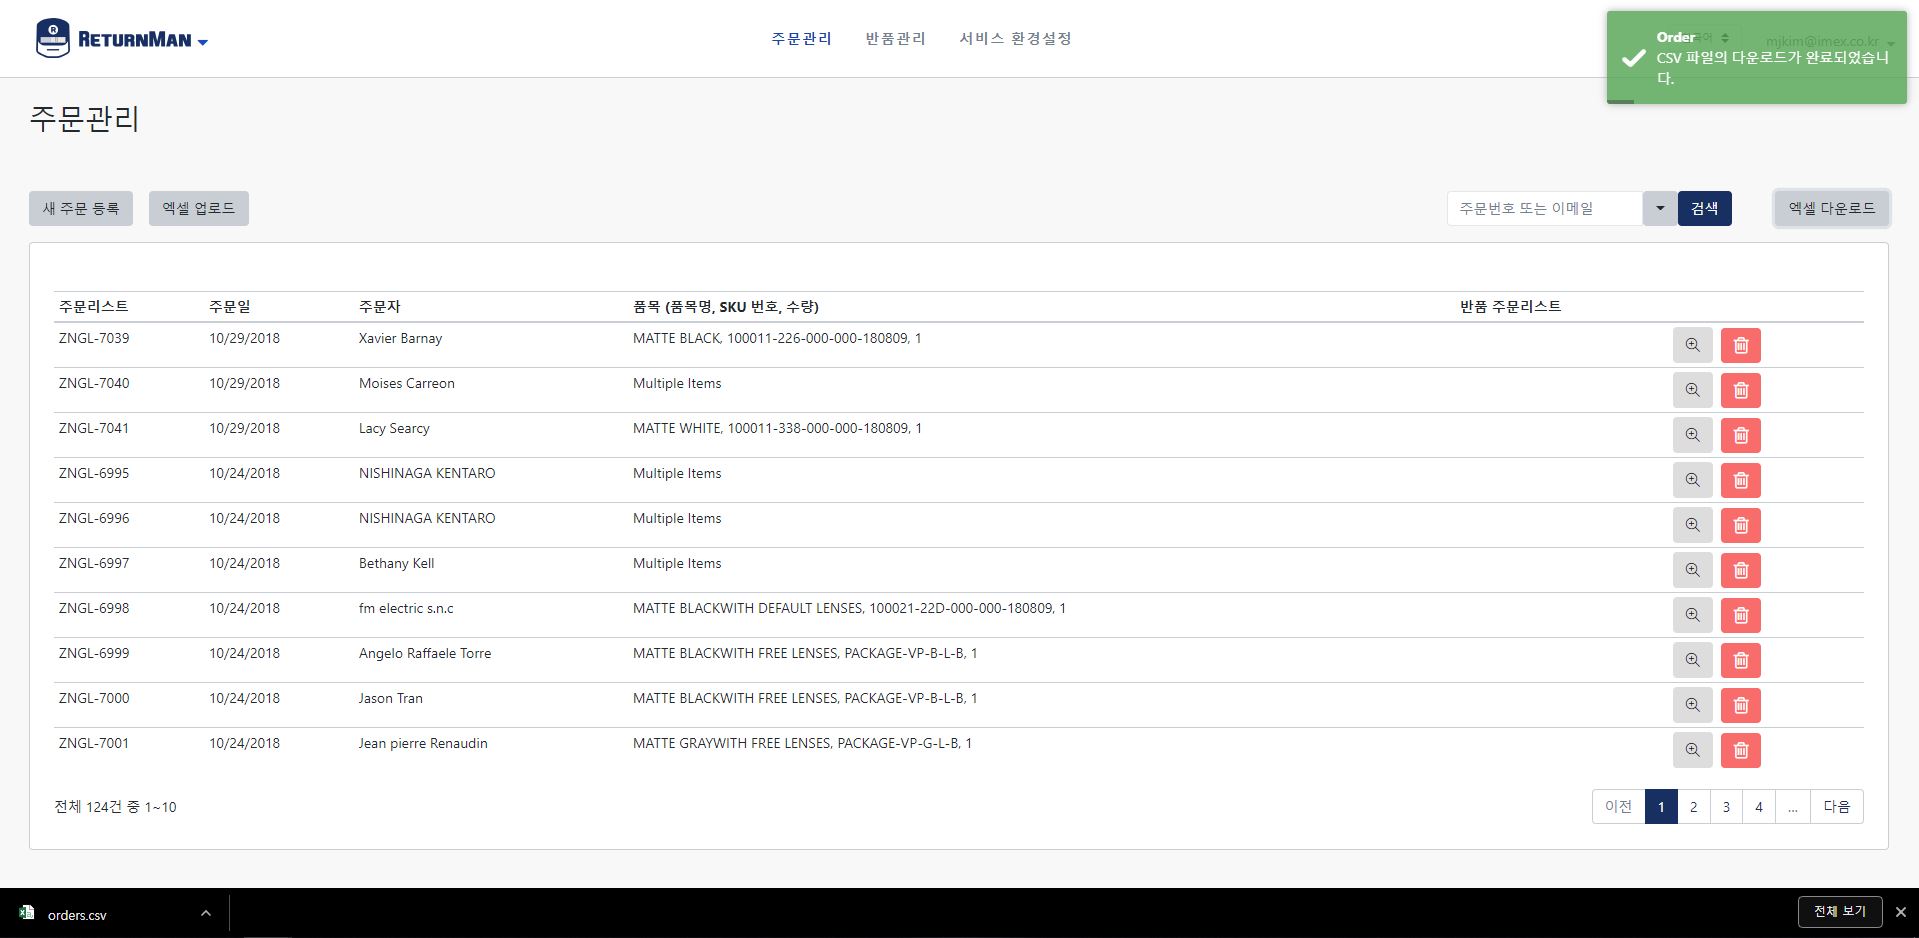 R RETURNMAN
주문관리 반품관리 서비스 환경설정
mjkim@imex.co.kr
Order
CSV 파일의 다운로드가 완료되었습니
다.
주문관리
새 주문 등록 엑셀 업로드 주문번호 또는 이메일 검색 엑셀 다운로드
주문리스트 주문일 주문자 품목 (품목명, SKU 번호, 수량) 반품 주문리스트
ZNGL-7039 10/29/2018 Xavier Barnay MATTE BLACK, 100011-226-000-000-180809, 1
ZNGL-7040 10/29/2018 Moises Carreon Multiple Items
ZNGL-7041 10/29/2018 Lacy Searcy MATTE WHITE, 100011-338-000-000-180809, 1
ZNGL-6995 10/24/2018 NISHINAGA KENTARO Multiple Items
ZNGL-6996 10/24/2018 NISHINAGA KENTARO Multiple Items
ZNGL-6997 10/24/2018 Bethany Kell Multiple Items
ZNGL-6998 10/24/2018 fm electric s.n.c MATTE BLACKWITH DEFAULT LENSES, 100021-22D-000-000-180809, 1
ZNGL-6999 10/24/2018 Angelo Raffaele Torre MATTE BLACKWITH FREE LENSES, PACKAGE-VP-B-L-B, 1
ZNGL-7000 10/24/2018 Jason Tran MATTE BLACKWITH FREE LENSES, PACKAGE-VP-B-L-B, 1
ZNGL-7001 10/24/2018 Jean pierre Renaudin MATTE GRAYWITH FREE LENSES, PACKAGE-VP-G-L-B, 1
전체 124건 중 1~10 이전 1 2 3 4 ... 다음
orders.csv 전체 보기